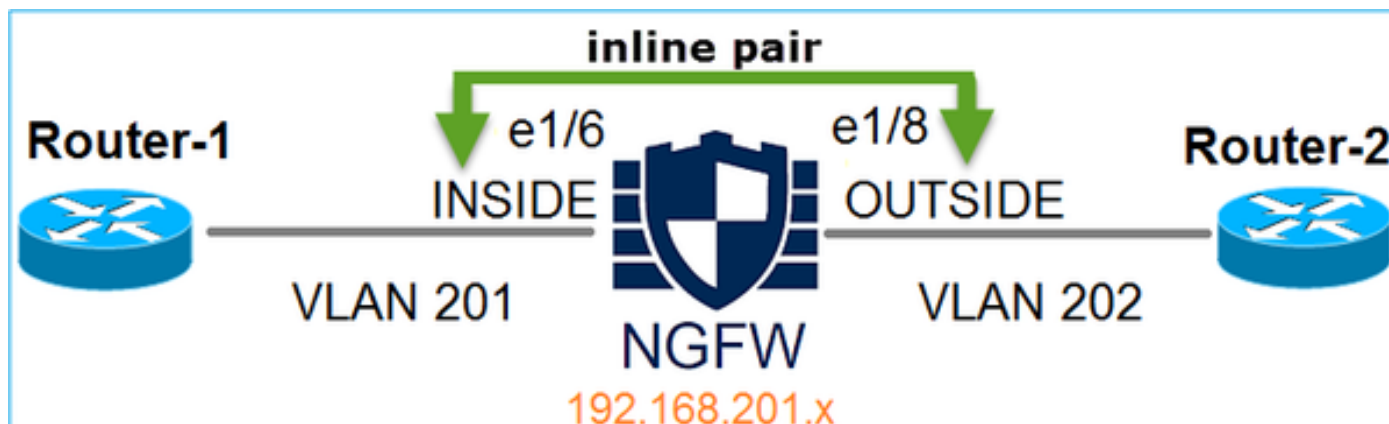 inline pair
Router-1
e1/6
e1/8
Router-2
INSIDE
OUTSIDE
VLAN 201
VLAN 202
NGFW
192.168.201.x